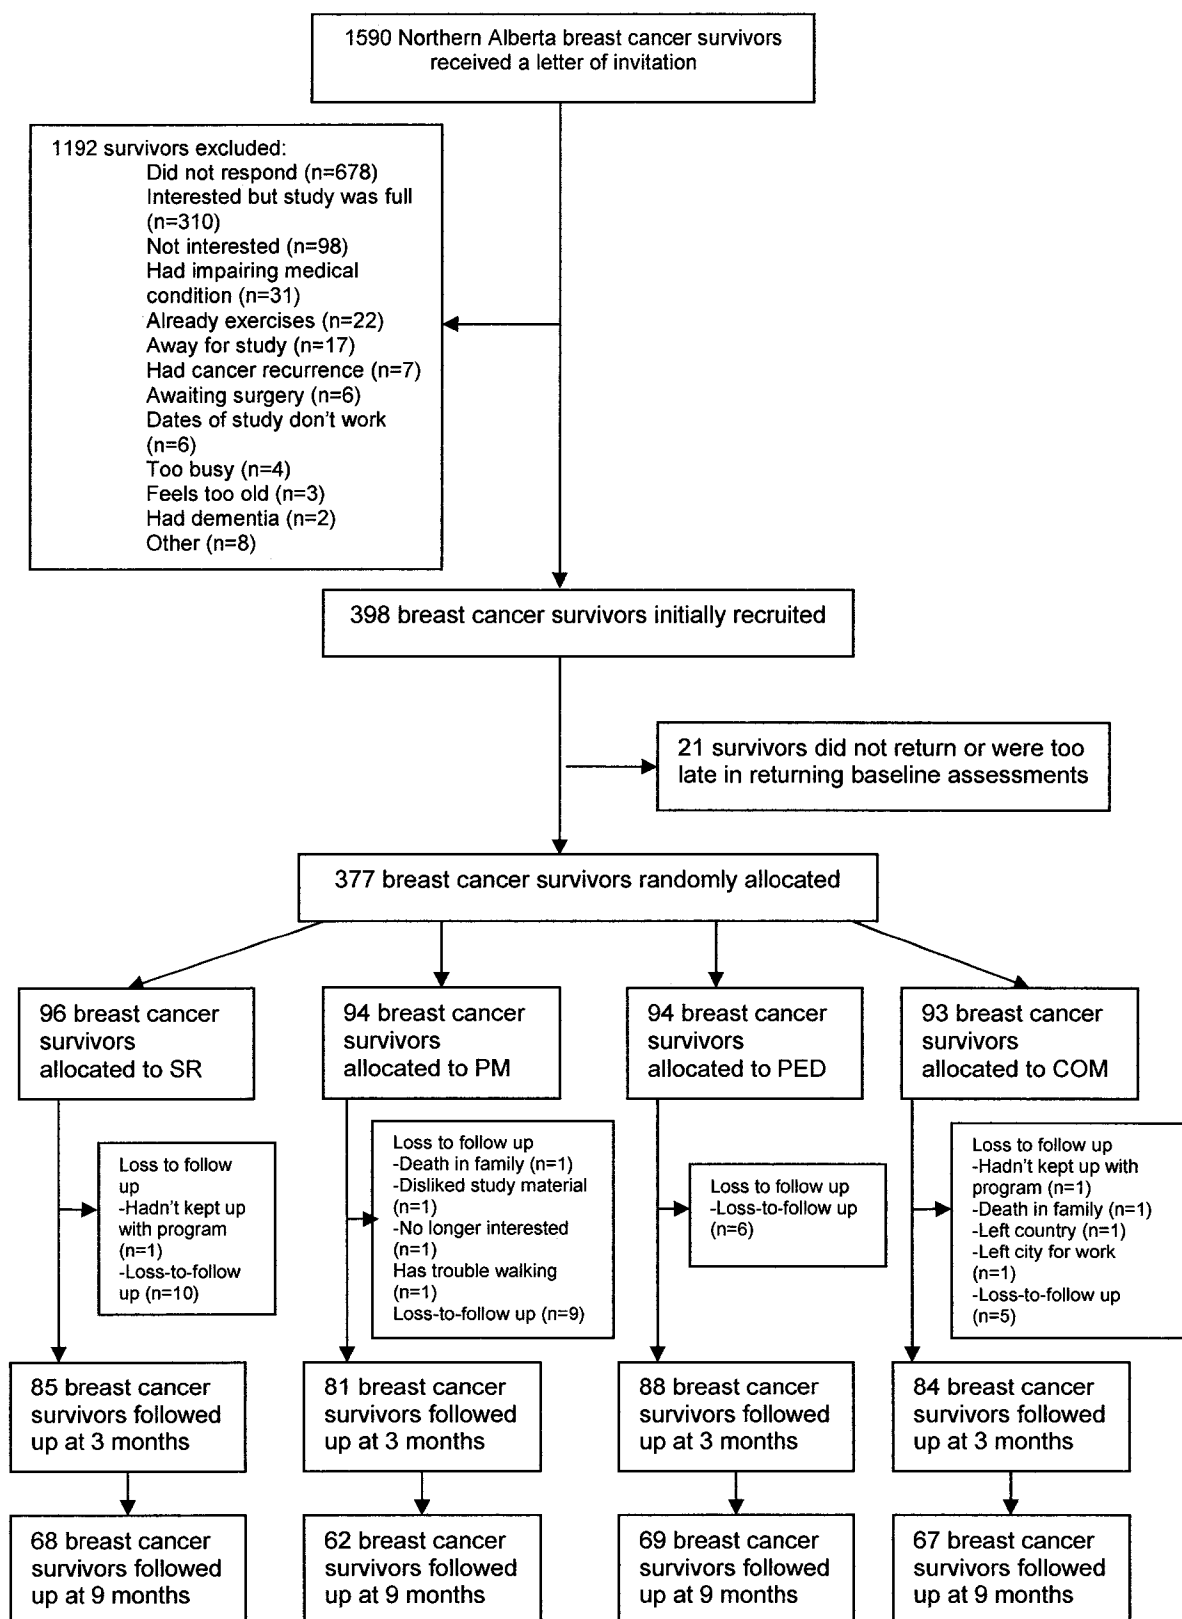 1590 Northern Alberta breast cancer survivors
received a letter of invitation
1192 survivors excluded:
Did not respond (n=678)
Interested but study was full
(n=310)
Not interested (n=98)
Had impairing medical
condition (n=31)
Already exercises (n=22)
Away for study (n=17)
Had cancer recurrence (n=7)
Awaiting surgery (n=6)
Dates of study don't work
(n=6)
Too busy (n=4)
Feels too old (n=3)
Had dementia (n=2)
Other (n=8)
398 breast cancer survivors initially recruited
21 survivors did not return or were too
late in returning baseline assessments
377 breast cancer survivors randomly allocated
96 breast cancer
survivors
allocated to SR
94 breast cancer
survivors
allocated to PM
94 breast cancer
survivors
allocated to PED
93 breast cancer
survivors
allocated to COM
Loss to follow
up
-Hadn't kept up
with program
(n=1)
-Loss-to-follow
up (n=10)
Loss to follow up
-Death in family (n=1)
-Disliked study material
(n=1)
-No longer interested
(n=1)
Has trouble walking
(n=1)
Loss-to-follow up (n=9)
Loss to follow up
-Loss-to-follow up
(n=6)
Loss to follow up
-Hadn't kept up with
program (n=1)
-Death in family (n=1)
-Left country (n=1)
-Left city for work
(n=1)
-Loss-to-follow up
(n=5)
85 breast cancer
survivors followed
up at 3 months
81 breast cancer
survivors followed
up at 3 months
88 breast cancer
survivors followed
up at 3 months
84 breast cancer
survivors followed
up at 3 months
68 breast cancer
survivors followed
up at 9 months
62 breast cancer
survivors followed
up at 9 months
69 breast cancer
survivors followed
up at 9 months
67 breast cancer
survivors followed
up at 9 months